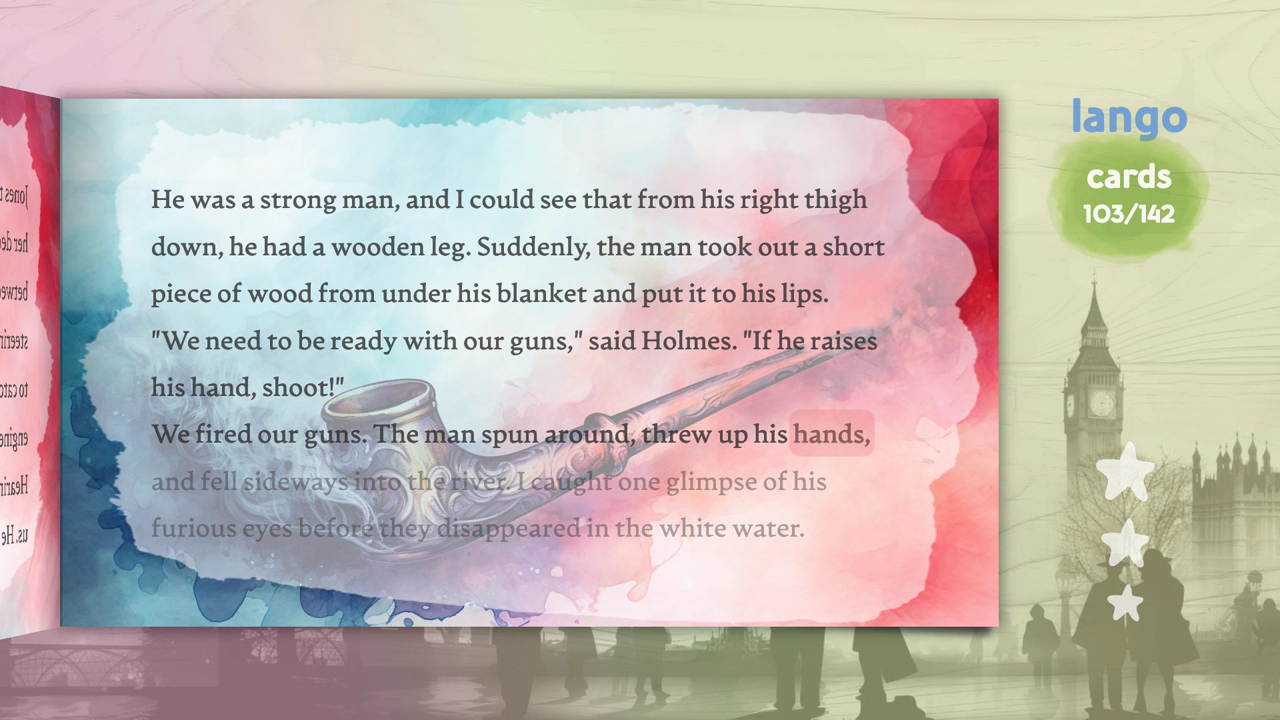 He was a strong man, and I could see that from his right thigh
down, he had a wooden leg. Suddenly, the man took out a short
piece of wood from under his blanket and put it to his lips.
"We need to be ready with our guns," said Holmes. "If he raises
his hand, shoot!"
We fired our guns. The man spun around, threw up his hands,
and fell sideways into the river. I caught one glimpse of his
furious eyes before they disappeared in the white water.
lango
cards
103/142